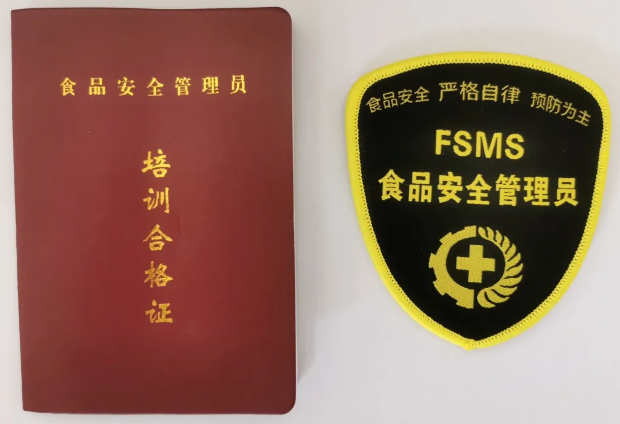 食品安全管理员
培训合格证
食品安全 严格自律 预防为主
FSMS
食品安全管理员